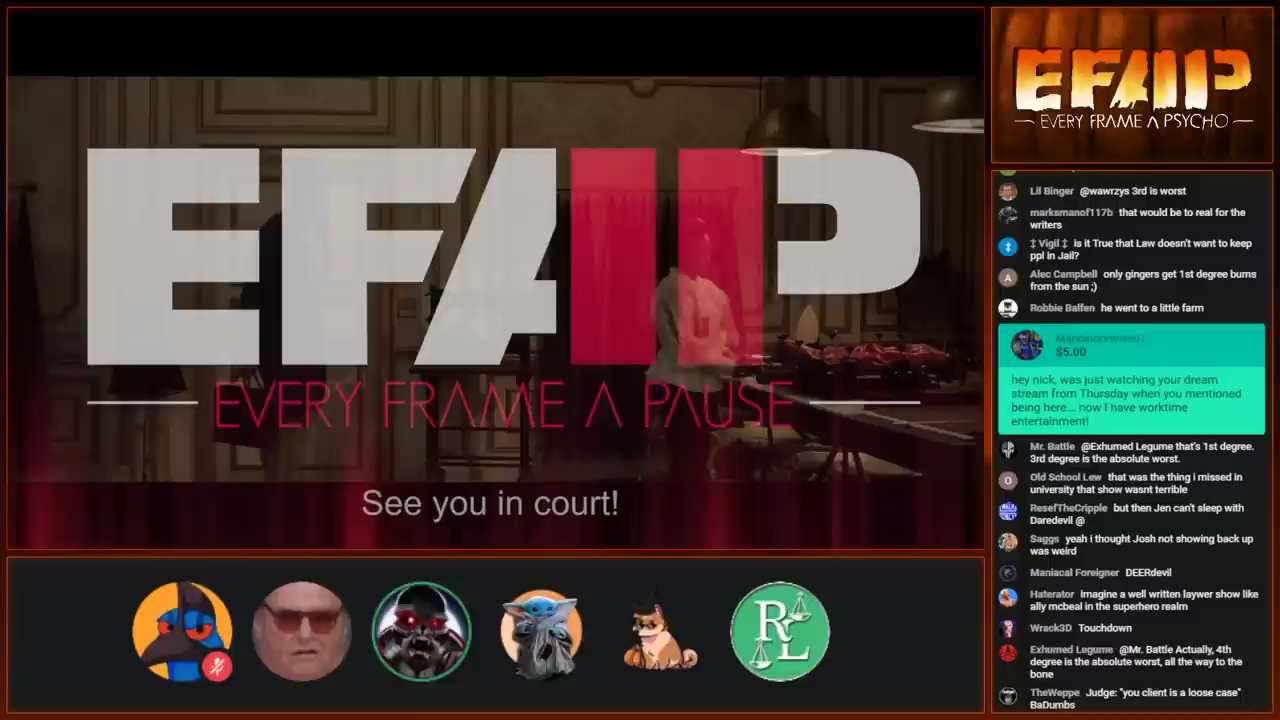 EFAP
EVERY FRAME A PAUSE
See you in court!
RL
EFAP
EVERY FRAME A PSYCHO
Lil Binger @wawrzys 3rd is worst
marksmanof117b that would be to real for the
writers
‡ Vigil ‡ is it True that Law doesn't want to keep
ppl in Jail?
A
Alec Campbell only gingers get 1st degree burns
from the sun ;)
Robbie Balfen he went to a little farm
$5.00
hey nick, was just watching your dream
stream from Thursday when you mentioned
being here... now I have worktime
entertainment!
Mr. Battle @Exhumed Legume that's 1st degree.
3rd degree is the absolute worst.
O
Old School Lew that was the thing i missed in
university that show wasnt terrible
ResefTheCripple but then Jen can't sleep with
Daredevil @
Saggs yeah i thought Josh not showing back up
was weird
Maniacal Foreigner DEERdevil
Haterator imagine a well written laywer show like
ally mcbeal in the superhero realm
Wrack3D Touchdown
Exhumed Legume @Mr. Battle Actually, 4th
degree is the absolute worst, all the way to the
bone
TheWeppe Judge: "you client is a loose case"
BaDumbs